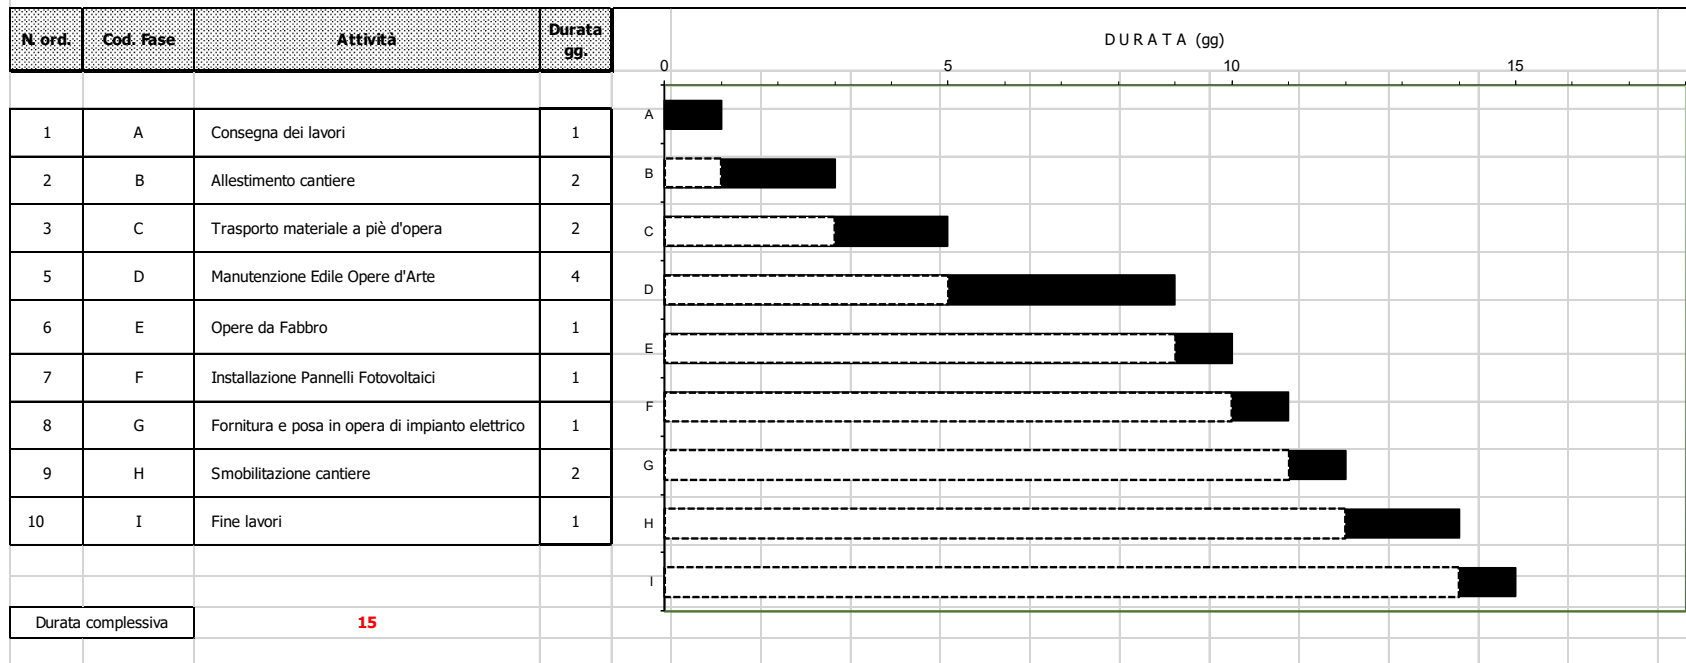 N. ord. Cod. Fase Attività Durata gg.
DURATA (gg)
0 5 10 15
1 A Consegna dei lavori 1
2 B Allestimento cantiere 2
3 C Trasporto materiale a piè d'opera 2
5 D Manutenzione Edile Opere d'Arte 4
6 E Opere da Fabbro 1
7 F Installazione Pannelli Fotovoltaici 1
8 G Fornitura e posa in opera di impianto elettrico 1
9 H Smobilitazione cantiere 2
10 I Fine lavori 1
Durata complessiva 15
A
B
C
D
E
F
G
H
I